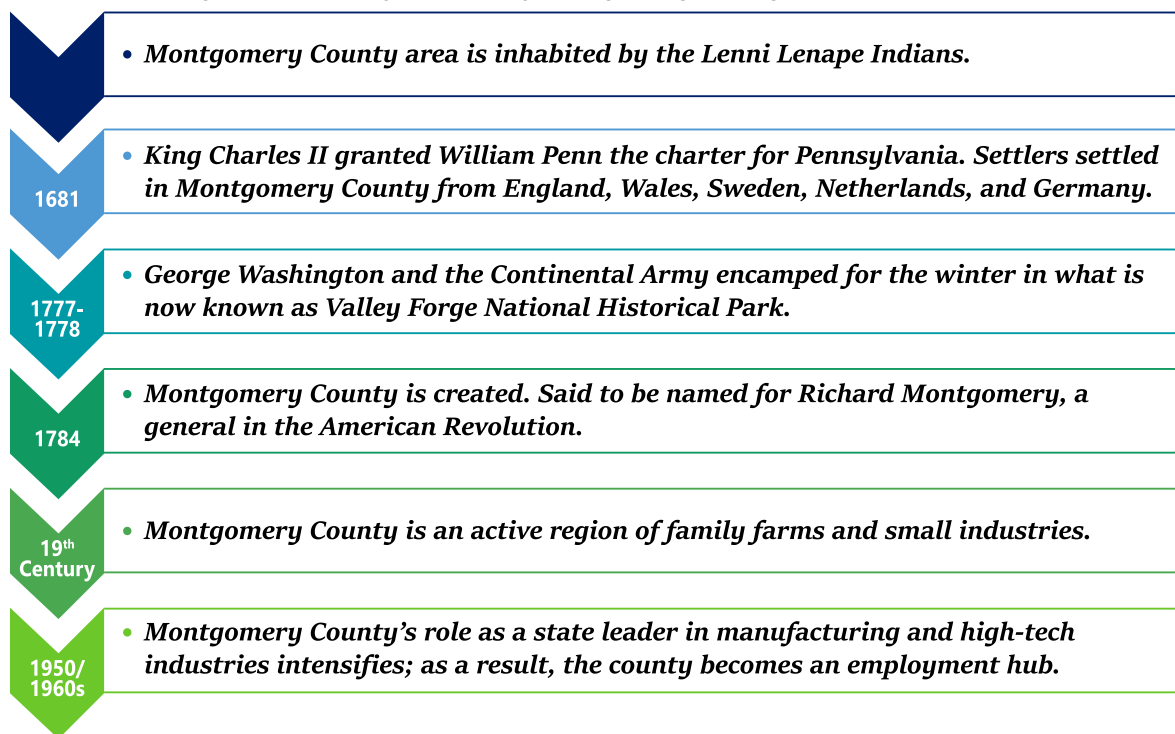 • Montgomery County area is inhabited by the Lenni Lenape Indians.
1681
• King Charles II granted William Penn the charter for Pennsylvania. Settlers settled
in Montgomery County from England, Wales, Sweden, Netherlands, and Germany.
1777-
1778
• George Washington and the Continental Army encamped for the winter in what is
now known as Valley Forge National Historical Park.
1784
• Montgomery County is created. Said to be named for Richard Montgomery, a
general in the American Revolution.
19th
Century
• Montgomery County is an active region of family farms and small industries.
1950/
1960s
• Montgomery County’s role as a state leader in manufacturing and high-tech
industries intensifies; as a result, the county becomes an employment hub.